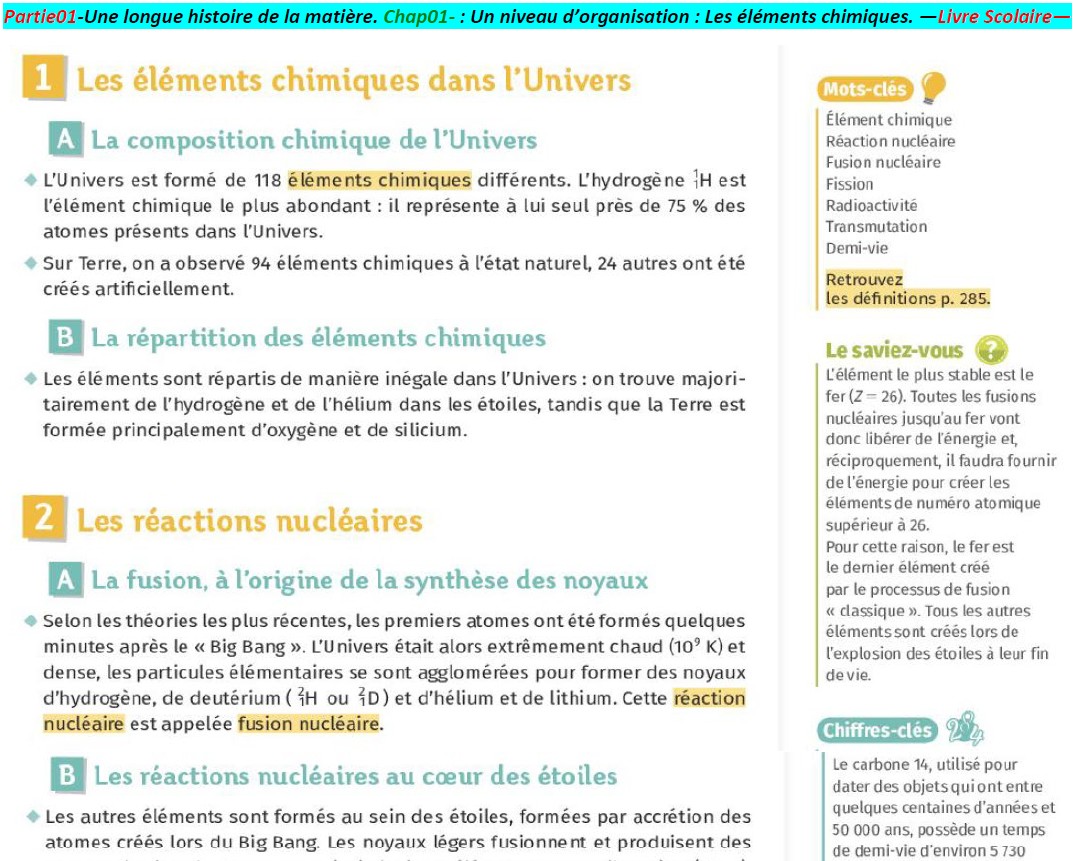 Partie01-Une longue histoire de la matière. Chap01- : Un niveau d’organisation : Les éléments chimiques. —Livre Scolaire—
1 Les éléments chimiques dans l’Univers
A La composition chimique de l’Univers
L’Univers est formé de 118 éléments chimiques différents. L’hydrogène ¹₁H est
l’élément chimique le plus abondant : il représente à lui seul près de 75 % des
atomes présents dans l’Univers.
Sur Terre, on a observé 94 éléments chimiques à l’état naturel, 24 autres ont été
créés artificiellement.
B La répartition des éléments chimiques
Les éléments sont répartis de manière inégale dans l’Univers : on trouve majori-
tairement de l’hydrogène et de l’hélium dans les étoiles, tandis que la Terre est
formée principalement d’oxygène et de silicium.
2 Les réactions nucléaires
A La fusion, à l’origine de la synthèse des noyaux
Selon les théories les plus récentes, les premiers atomes ont été formés quelques
minutes après le « Big Bang ». L’Univers était alors extrêmement chaud (10⁹ K) et
dense, les particules élémentaires se sont agglomérées pour former des noyaux
d’hydrogène, de deutérium ( ²₁H ou ²₁D ) et d’hélium et de lithium. Cette réaction
nucléaire est appelée fusion nucléaire.
B Les réactions nucléaires au cœur des étoiles
Les autres éléments sont formés au sein des étoiles, formées par accrétion des
atomes créés lors du Big Bang. Les noyaux légers fusionnent et produisent des
Mots-clés
Élément chimique
Réaction nucléaire
Fusion nucléaire
Fission
Radioactivité
Transmutation
Demi-vie
Retrouvez
les définitions p. 285.
Le saviez-vous ?
L’élément le plus stable est le
fer (Z = 26). Toutes les fusions
nucléaires jusqu’au fer vont
donc libérer de l’énergie et,
réciproquement, il faudra fournir
de l’énergie pour créer les
éléments de numéro atomique
supérieur à 26.
Pour cette raison, le fer est
le dernier élément créé
par le processus de fusion
« classique ». Tous les autres
éléments sont créés lors de
l’explosion des étoiles à leur fin
de vie.
Chiffres-clés
Le carbone 14, utilisé pour
dater des objets qui ont entre
quelques centaines d’années et
50 000 ans, possède un temps
de demi-vie d’environ 5 730